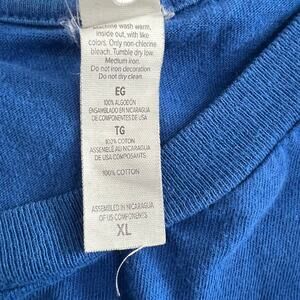 Machine wash warm,
inside out, with like
colors. Only non-chlorine
bleach. Tumble dry low.
Medium iron.
Do not iron decoration
Do not dry clean.
EG
100% ALGODÓN
ENSAMBLADO EN NICARAGUA
DE COMPONENTES DE USA
TG
100% COTON
ASSEMBLÉ AU NICARAGUA
DE USA COMPOSANTS
100% COTTON
ASSEMBLED IN NICARAGUA
OF US COMPONENTS
XL